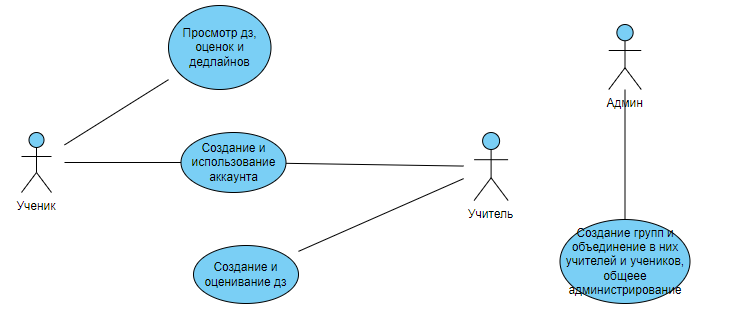 Просмотр дз,
оценок и
дедлайнов
Админ
Создание и
использование
аккаунта
Ученик
Учитель
Создание и
оценивание дз
Создание групп и
объединение в них
учителей и учеников,
общеее
администрирование